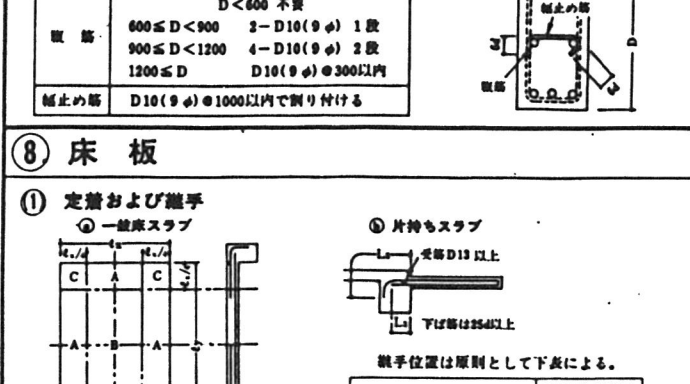 D<600 不要
腹 筋
600≦D<900 2-D10(9φ) 1段
900≦D<1200 4-D10(9φ) 2段
1200≦D D10(9φ)@300以内
幅止め筋 D10(9φ)@1000以内で割り付ける
幅止め筋
D
腹筋
⑧ 床 板
① 定着および継手
ⓐ 一般床スラブ
ⓑ 片持ちスラブ
C A C
A B A
受筋D13以上
下ば筋は25d以上
継手位置は原則として下表による。